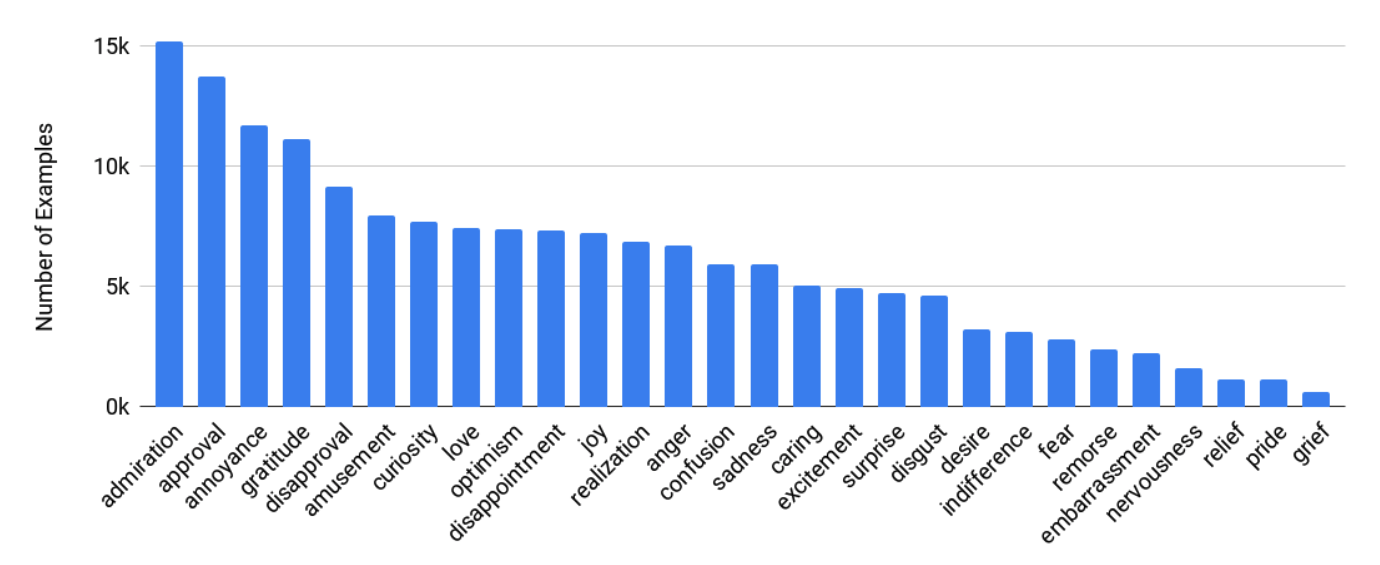 Number of Examples
15k
10k
5k
0k
admiration
approval
annoyance
gratitude
disapproval
amusement
curiosity
love
optimism
disappointment
joy
realization
anger
confusion
sadness
caring
excitement
surprise
disgust
desire
indifference
fear
remorse
embarrassment
nervousness
relief
pride
grief